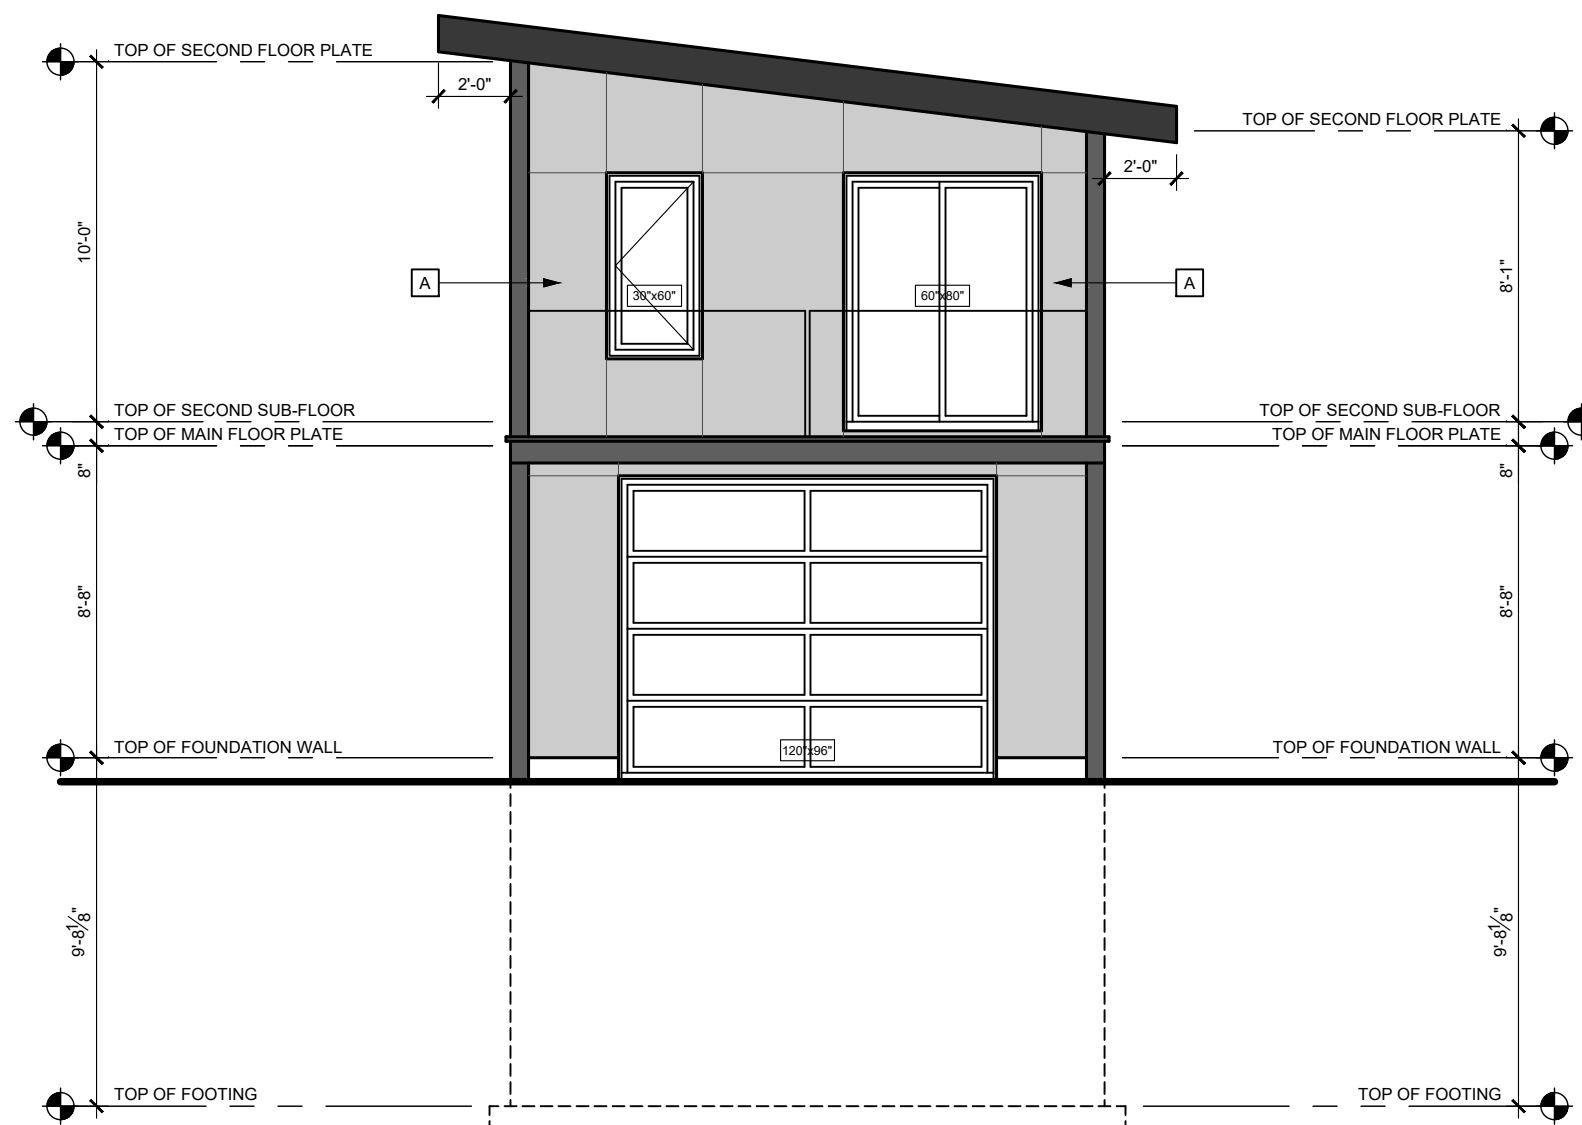 TOP OF SECOND FLOOR PLATE
2'-0"
TOP OF SECOND FLOOR PLATE
2'-0"
10'-0"
8'-1"
A
A
30"x60"
60"x80"
TOP OF SECOND SUB-FLOOR
TOP OF SECOND SUB-FLOOR
TOP OF MAIN FLOOR PLATE
TOP OF MAIN FLOOR PLATE
8"
8"
8'-8"
8'-8"
TOP OF FOUNDATION WALL
120"x96"
TOP OF FOUNDATION WALL
9'-8⅛"
9'-8⅛"
TOP OF FOOTING
TOP OF FOOTING